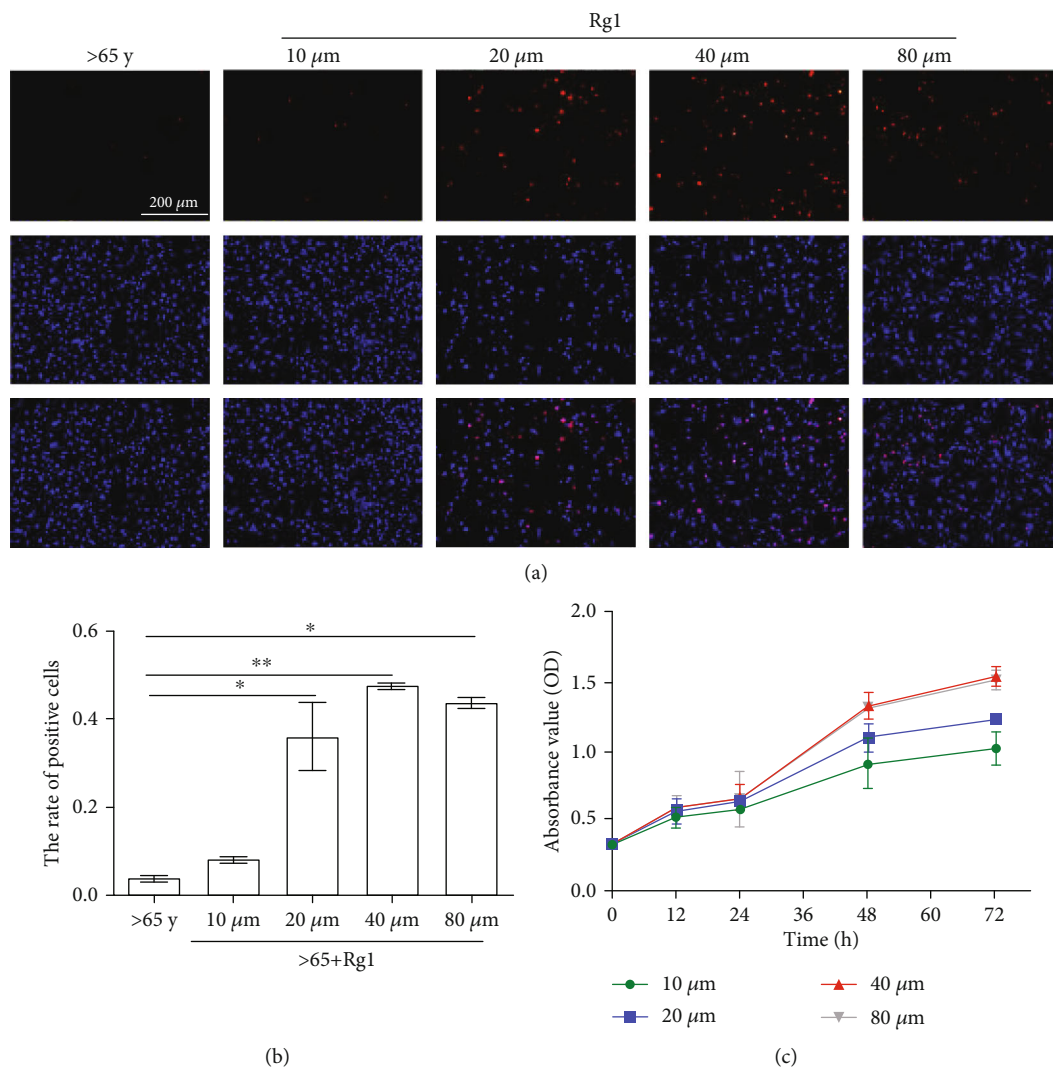 Rg1
>65 y 10 µm 20 µm 40 µm 80 µm
200 µm
(a)
The rate of positive cells
0.6
0.4
0.2
0.0
*
**
*
>65 y 10 µm 20 µm 40 µm 80 µm
>65+Rg1
(b)
Absorbance value (OD)
2.0
1.5
1.0
0.5
0.0
0 12 24 36 48 60 72
Time (h)
10 µm 40 µm
20 µm 80 µm
(c)